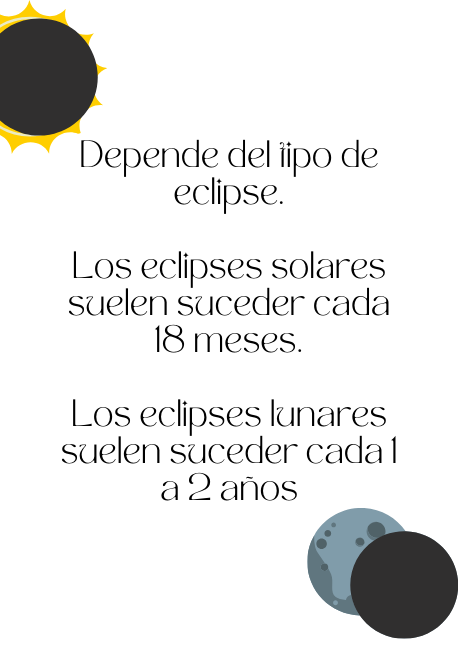 Depende del tipo de
eclipse.
Los eclipses solares
suelen suceder cada
18 meses.
Los eclipses lunares
suelen suceder cada 1
a 2 años